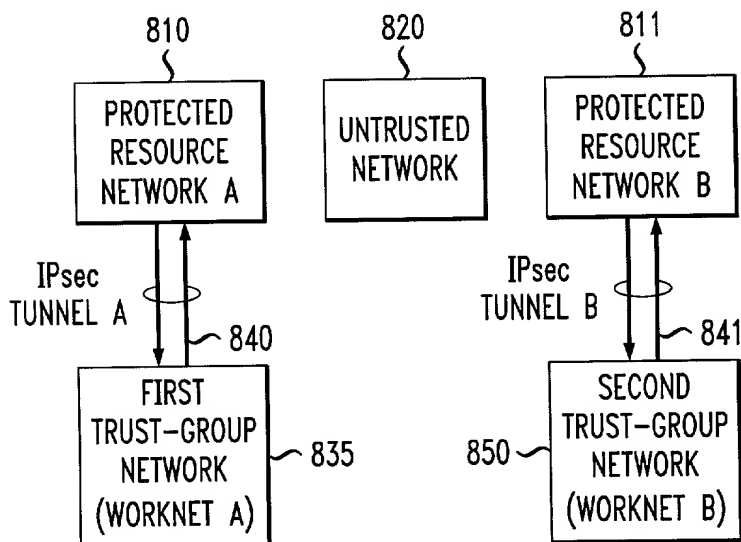 810
820
811
PROTECTED
RESOURCE
NETWORK A
UNTRUSTED
NETWORK
PROTECTED
RESOURCE
NETWORK B
IPsec
TUNNEL A
840
IPsec
TUNNEL B
841
FIRST
TRUST-GROUP
NETWORK
(WORKNET A)
835
850
SECOND
TRUST-GROUP
NETWORK
(WORKNET B)